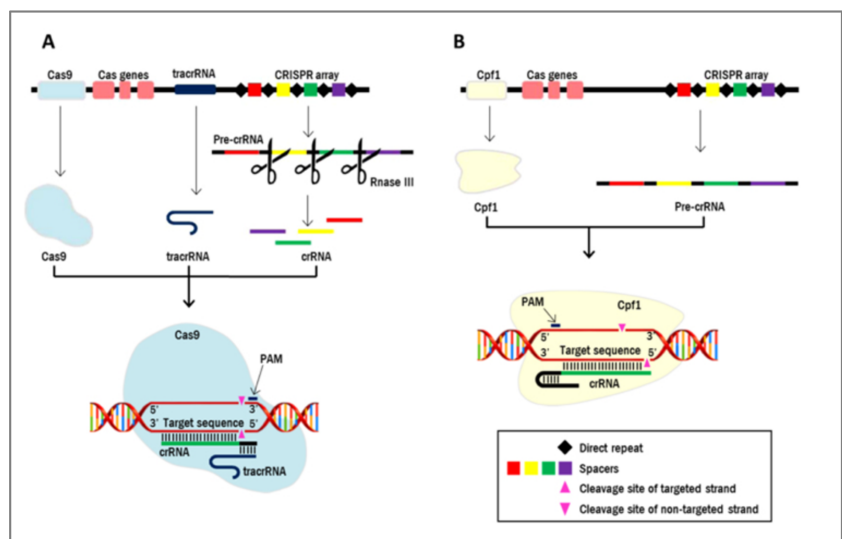 A
Cas9
Cas genes
tracrRNA
CRISPR array
Pre-crRNA
Rnase III
Cas9
tracrRNA
crRNA
Cas9
PAM
5'
3'
3'
Target sequence
5'
crRNA
tracrRNA
B
Cpf1
Cas genes
CRISPR array
Cpf1
Pre-crRNA
PAM
Cpf1
5'
3'
3'
Target sequence
5'
crRNA
Direct repeat
Spacers
Cleavage site of targeted strand
Cleavage site of non-targeted strand